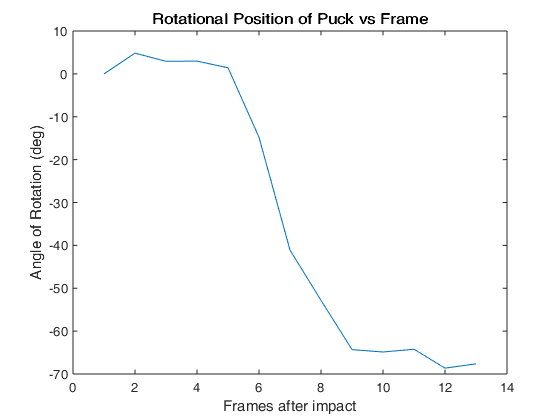 Rotational Position of Puck vs Frame
10
0
-10
-20
-30
-40
-50
-60
-70
Angle of Rotation (deg)
0 2 4 6 8 10 12 14
Frames after impact